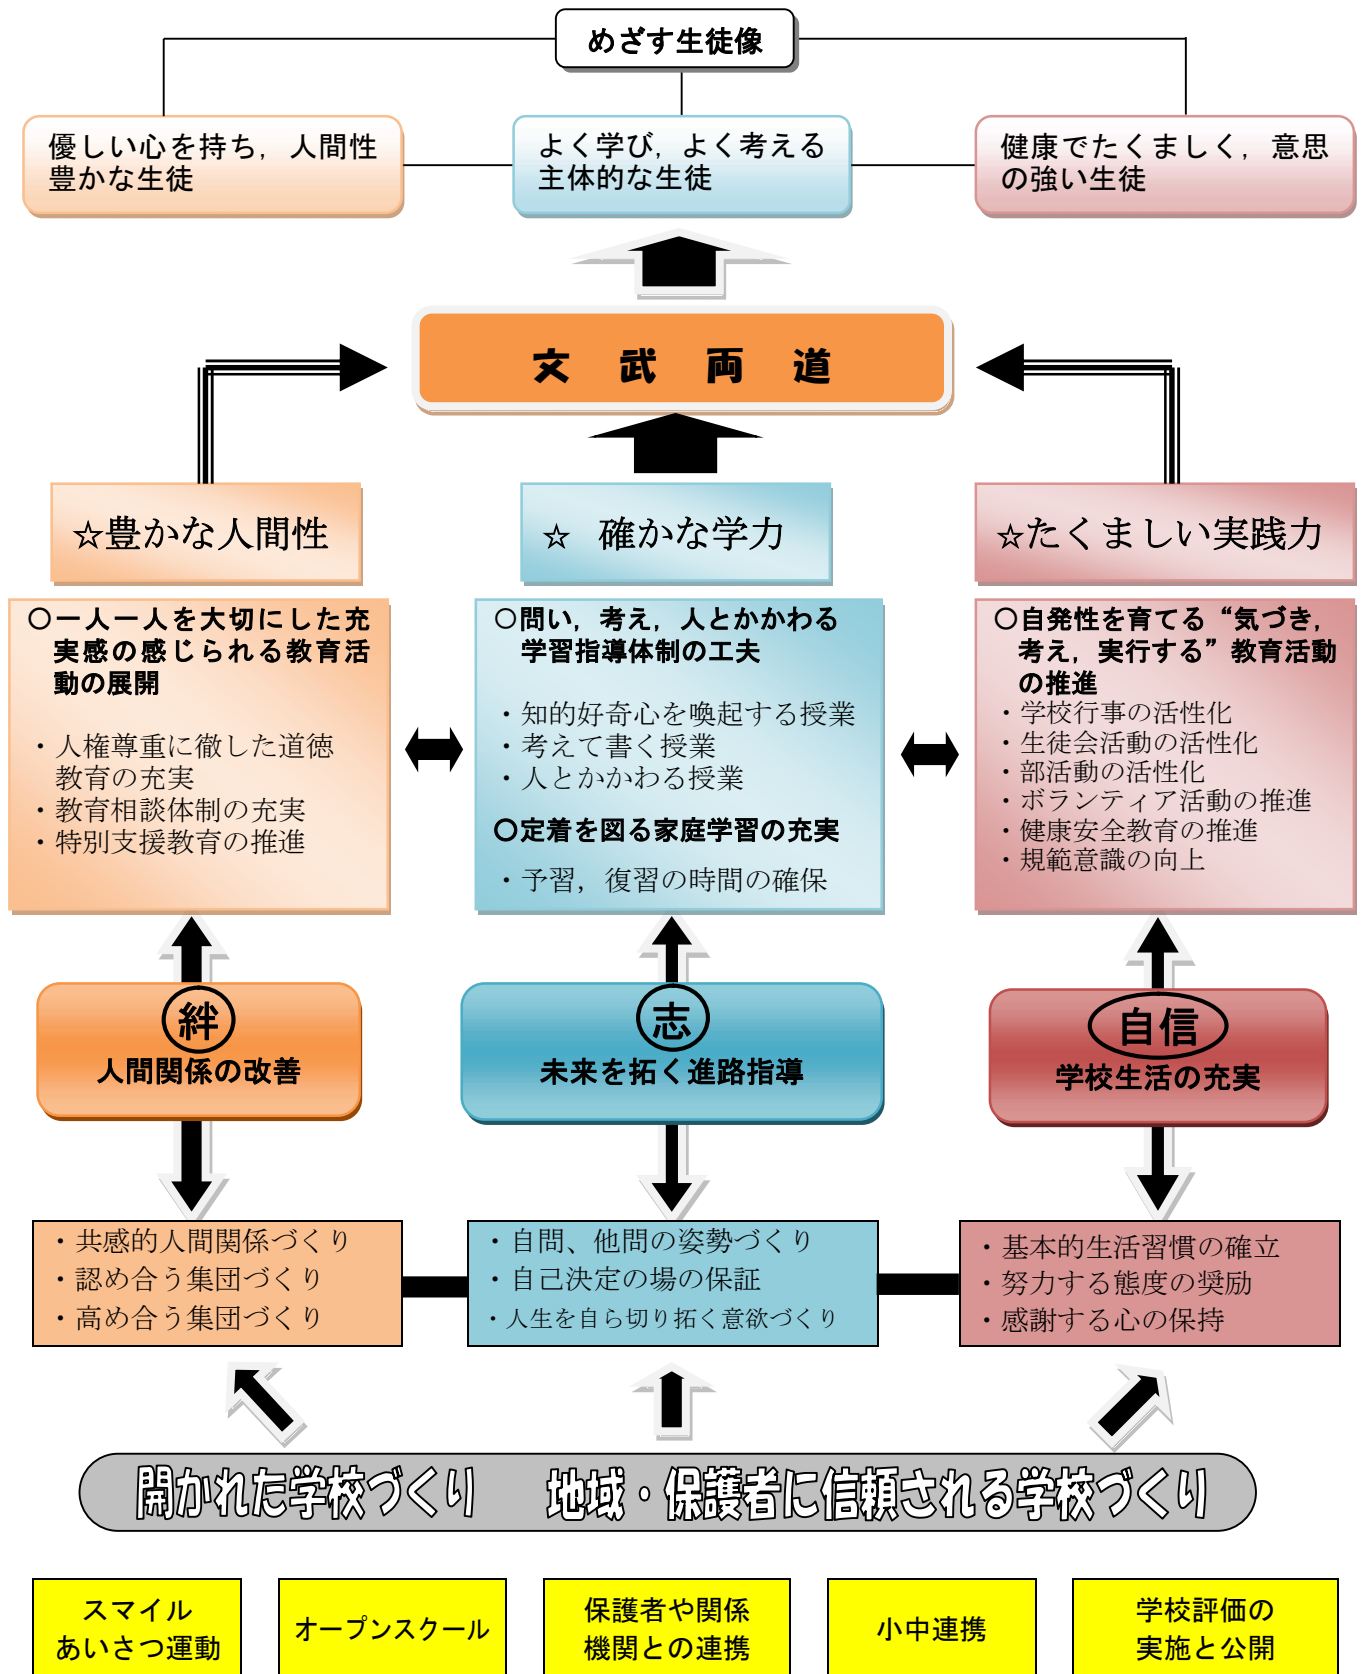 めざす生徒像
優しい心を持ち，人間性
豊かな生徒
よく学び，よく考える
主体的な生徒
健康でたくましく，意思
の強い生徒
文武両道
☆豊かな人間性
☆ 確かな学力
☆たくましい実践力
○一人一人を大切にした充
実感の感じられる教育活
動の展開
・人権尊重に徹した道徳
教育の充実
・教育相談体制の充実
・特別支援教育の推進
○問い，考え，人とかかわる
学習指導体制の工夫
・知的好奇心を喚起する授業
・考えて書く授業
・人とかかわる授業
○定着を図る家庭学習の充実
・予習，復習の時間の確保
○自発性を育てる“気づき，
考え，実行する”教育活動
の推進
・学校行事の活性化
・生徒会活動の活性化
・部活動の活性化
・ボランティア活動の推進
・健康安全教育の推進
・規範意識の向上
絆
人間関係の改善
志
未来を拓く進路指導
自信
学校生活の充実
・共感的人間関係づくり
・認め合う集団づくり
・高め合う集団づくり
・自問、他問の姿勢づくり
・自己決定の場の保証
・人生を自ら切り拓く意欲づくり
・基本的生活習慣の確立
・努力する態度の奨励
・感謝する心の保持
開かれた学校づくり　地域・保護者に信頼される学校づくり
スマイル
あいさつ運動
オープンスクール
保護者や関係
機関との連携
小中連携
学校評価の
実施と公開